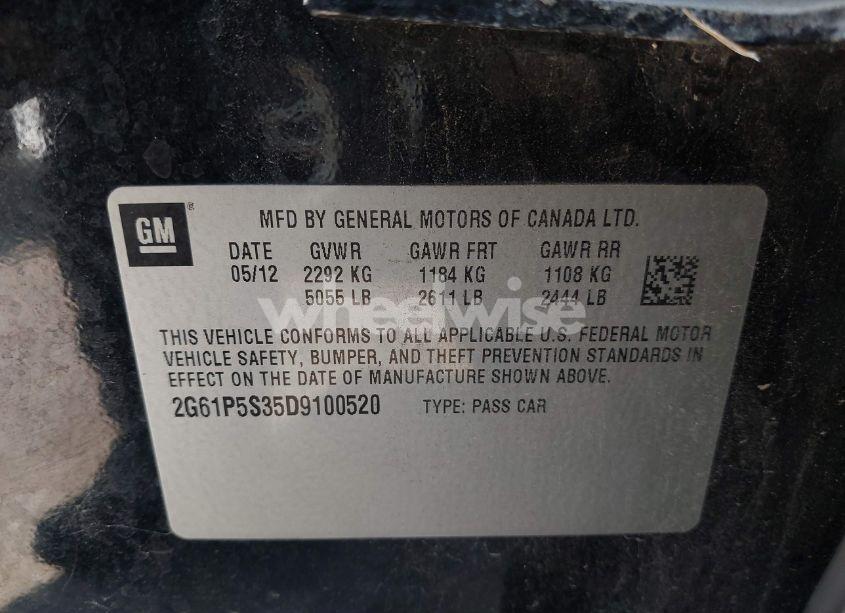 GM ®
MFD BY GENERAL MOTORS OF CANADA LTD.
DATE GVWR GAWR FRT GAWR RR
05/12 2292 KG 1184 KG 1108 KG
5055 LB 2611 LB 2444 LB
wheelwise
THIS VEHICLE CONFORMS TO ALL APPLICABLE U.S. FEDERAL MOTOR
VEHICLE SAFETY, BUMPER, AND THEFT PREVENTION STANDARDS IN
EFFECT ON THE DATE OF MANUFACTURE SHOWN ABOVE.
2G61P5S35D9100520 TYPE: PASS CAR